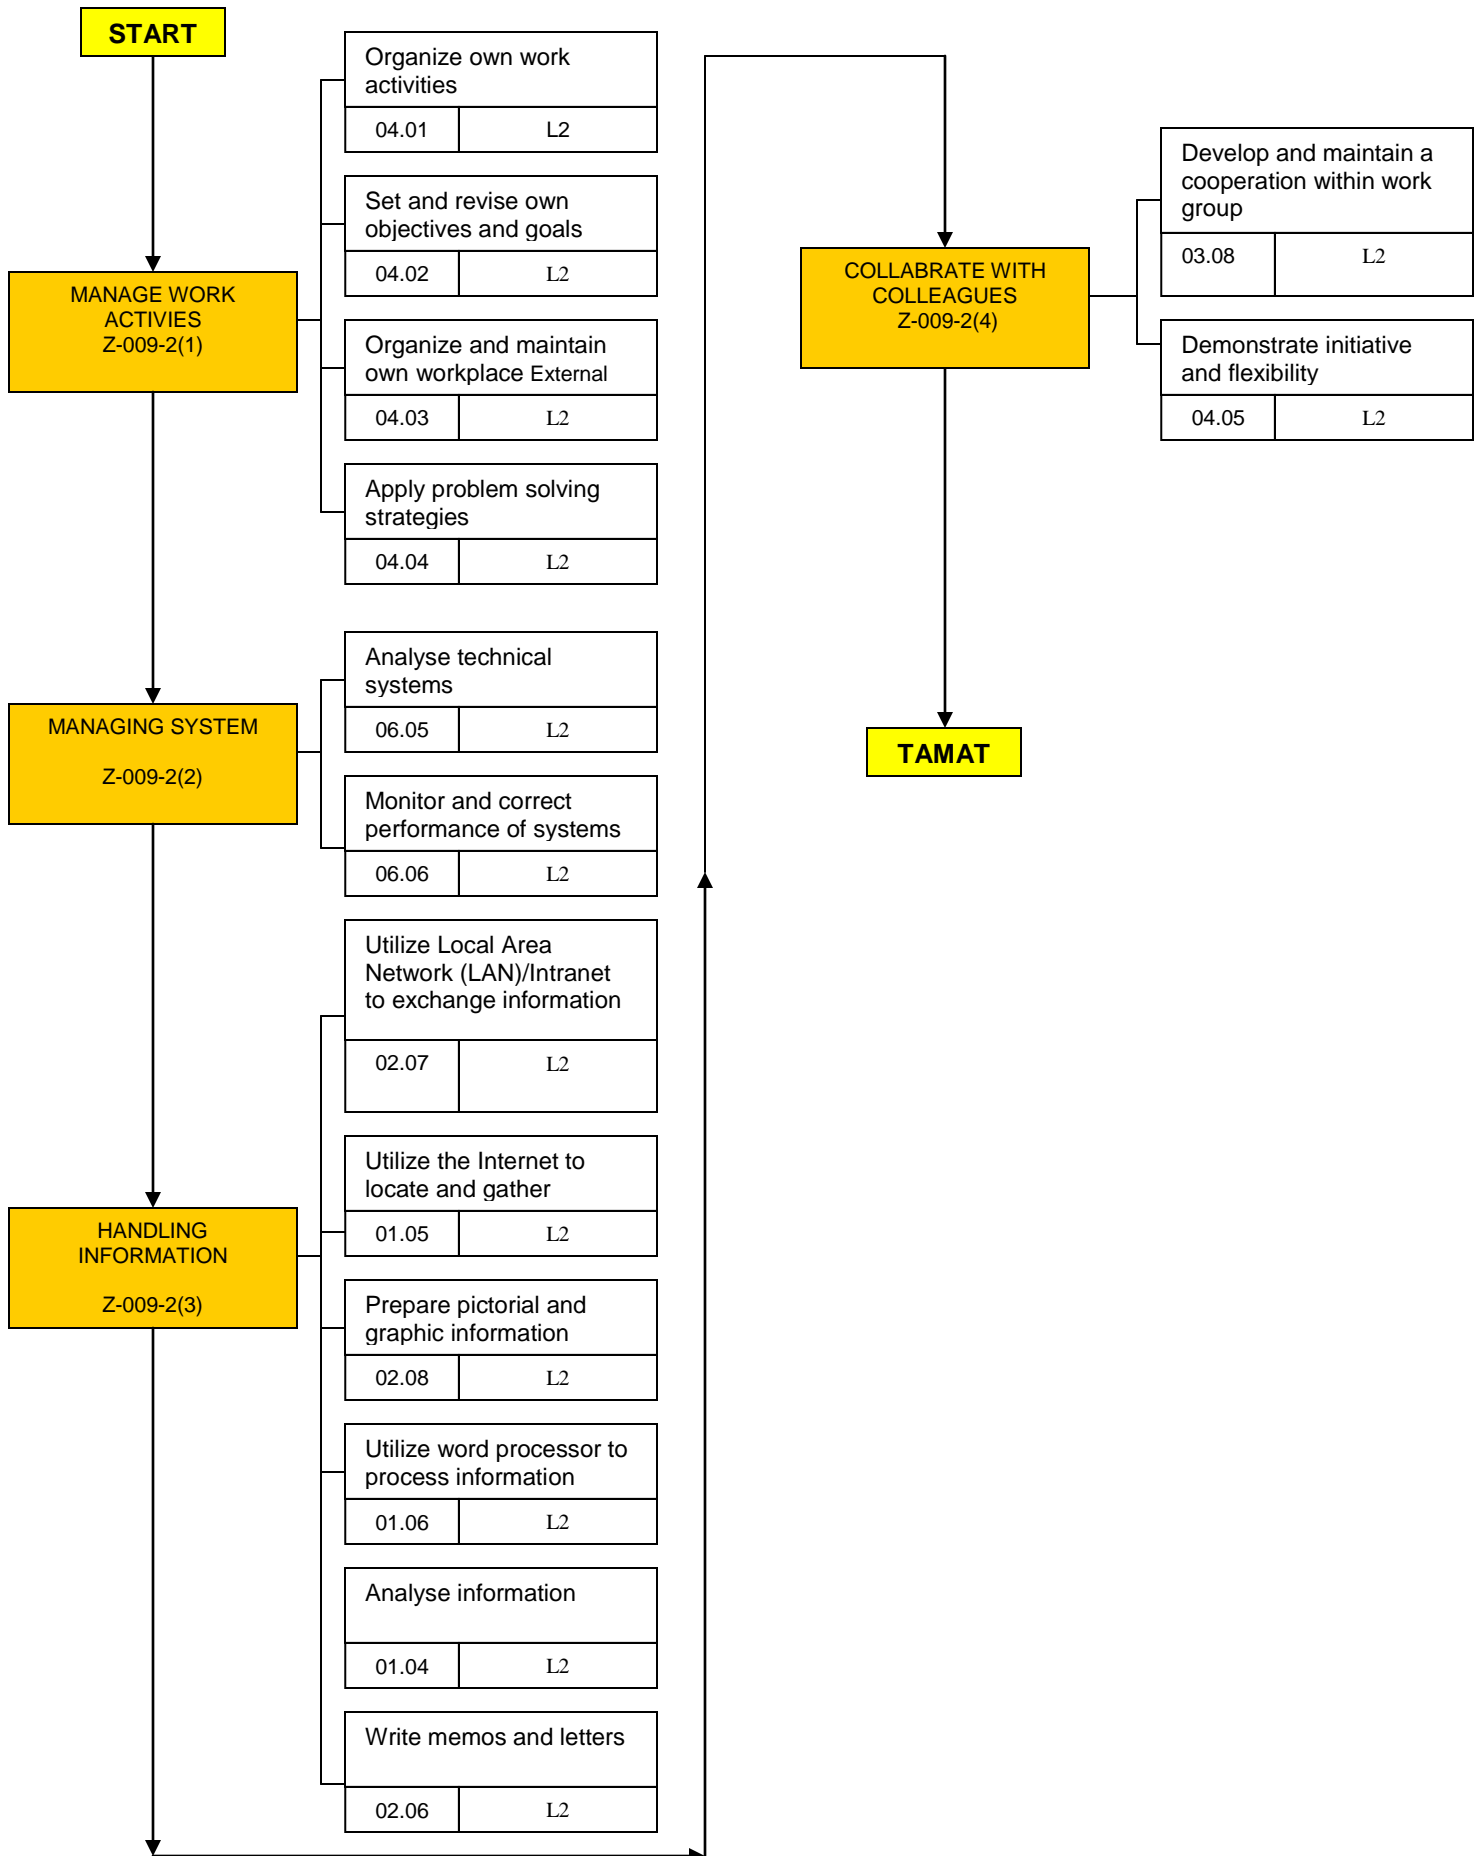 START
Organize own work
activities
04.01 L2
Set and revise own
objectives and goals
04.02 L2
MANAGE WORK
ACTIVIES
Z-009-2(1)
Organize and maintain
own workplace External
04.03 L2
Apply problem solving
strategies
04.04 L2
Analyse technical
systems
06.05 L2
MANAGING SYSTEM
Z-009-2(2)
Monitor and correct
performance of systems
06.06 L2
Utilize Local Area
Network (LAN)/Intranet
to exchange information
02.07 L2
Utilize the Internet to
locate and gather
01.05 L2
HANDLING
INFORMATION
Z-009-2(3)
Prepare pictorial and
graphic information
02.08 L2
Utilize word processor to
process information
01.06 L2
Analyse information
01.04 L2
Write memos and letters
02.06 L2
COLLABRATE WITH
COLLEAGUES
Z-009-2(4)
Develop and maintain a
cooperation within work
group
03.08 L2
Demonstrate initiative
and flexibility
04.05 L2
TAMAT